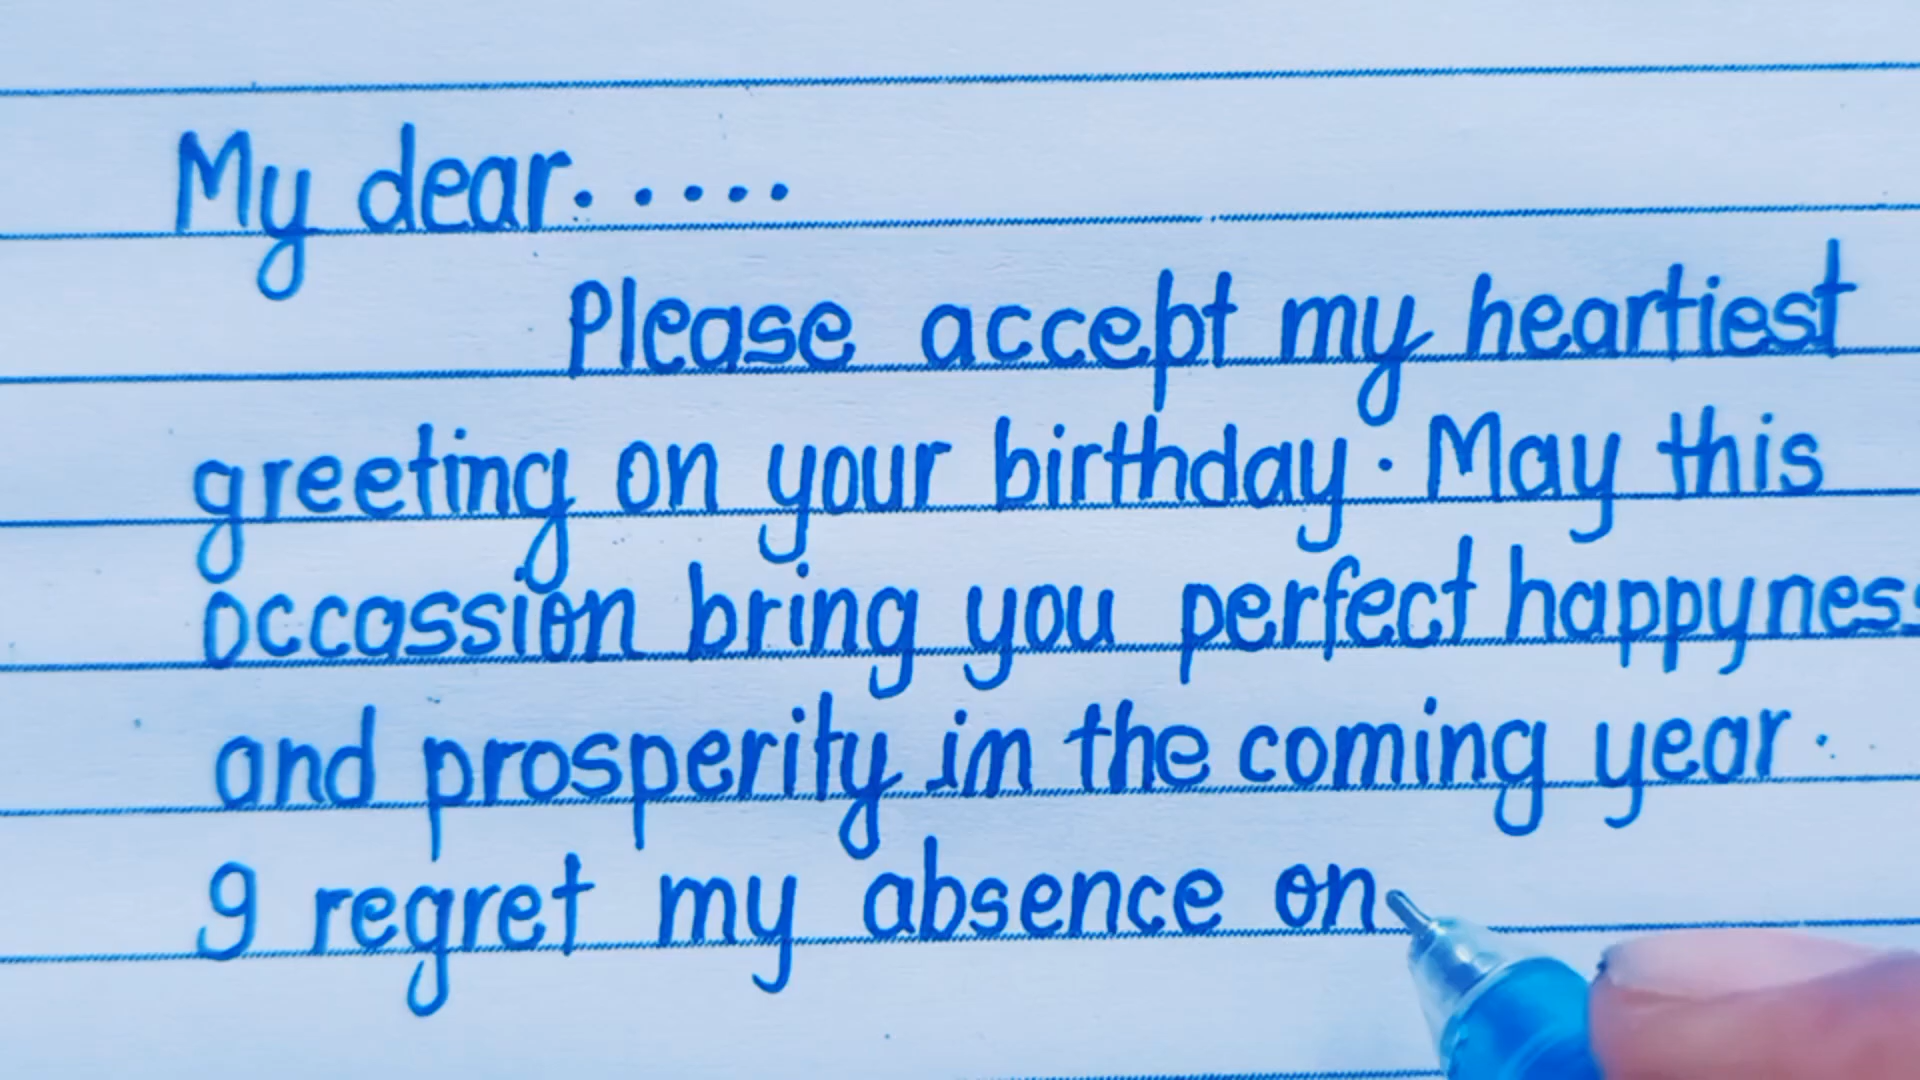 My dear.....
Please accept my heartiest
greeting on your birthday. May this
occassion bring you perfect happyness
and prosperity in the coming year.
I regret my absence on